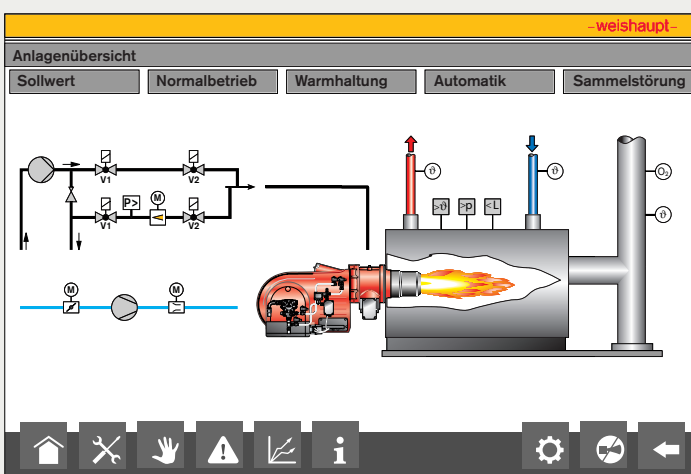 –weishaupt–
Anlagenübersicht
Sollwert Normalbetrieb Warmhaltung Automatik Sammelstörung
V1 V2
ϑ ϑ O₂
P> M
>ϑ >p <L
V1 V2
ϑ
M M
i